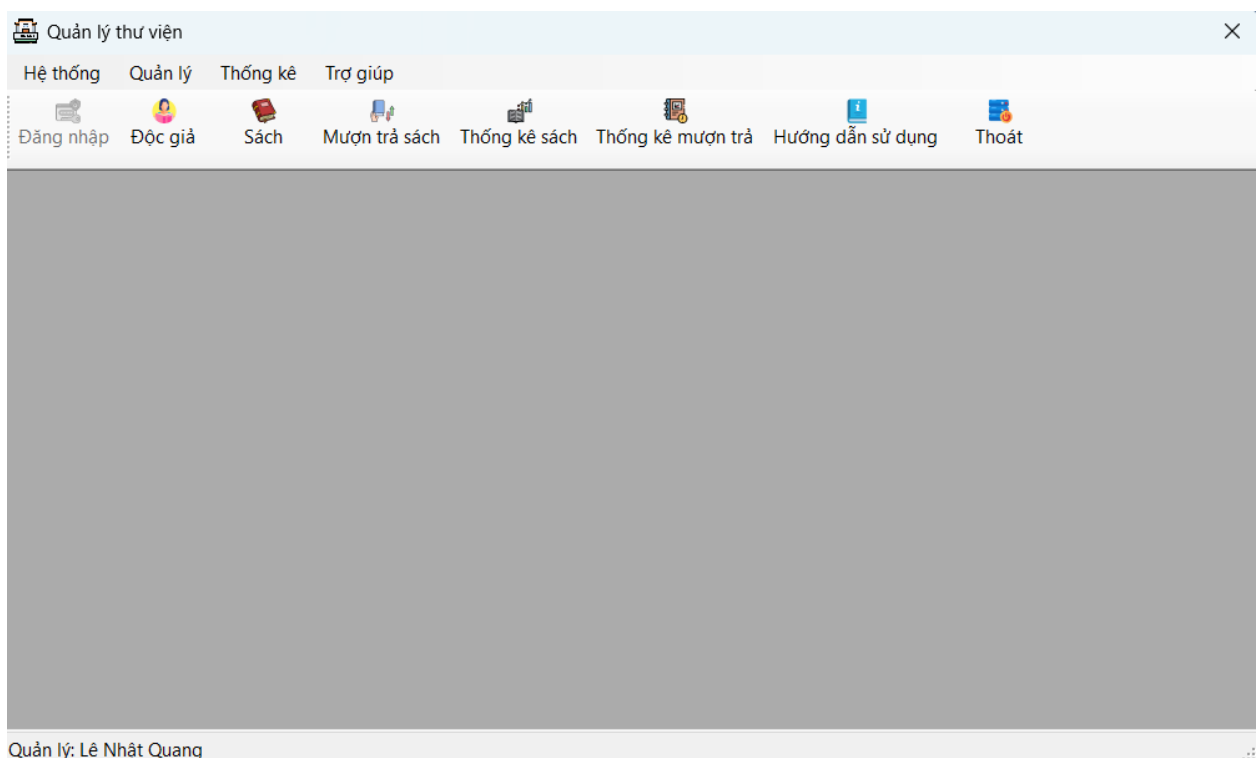 Quản lý thư viện
Hệ thống Quản lý Thống kê Trợ giúp
Đăng nhập Độc giả Sách Mượn trả sách Thống kê sách Thống kê mượn trả Hướng dẫn sử dụng Thoát
Quản lý: Lê Nhật Quang